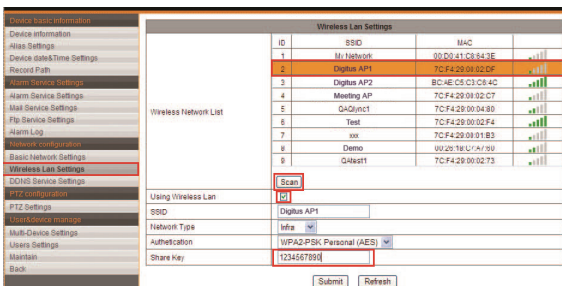 Device basic information
Device information
Alias Settings
Device date&Time Settings
Record Path
Alarm Service Settings
Alarm Service Settings
Mail Service Settings
Ftp Service Settings
Alarm Log
Network configuration
Basic Network Settings
Wireless Lan Settings
DDNS Service Settings
PTZ configuration
PTZ Settings
User&device manage
Multi-Device Settings
Users Settings
Maintain
Back
Wireless Lan Settings
Wireless Network List
ID SSID MAC
1 My Network 00:D0:41:C8:64:3E
2 Digitus AP1 7C:F4:29:00:02:DF
3 Digitus AP2 BC:AE:C5:C3:C6:4C
4 Meeting AP 7C:F4:29:00:02:C7
5 QAQlync1 7C:F4:29:00:04:80
6 Test 7C:F4:29:00:02:F4
7 xxx 7C:F4:29:00:01:B3
8 Demo 00:26:18:C7:A7:60
9 QAtest1 7C:F4:29:00:02:73
Scan
Using Wireless Lan
SSID Digitus AP1
Network Type Infra
Authetication WPA2-PSK Personal (AES)
Share Key 1234567890
Submit Refresh